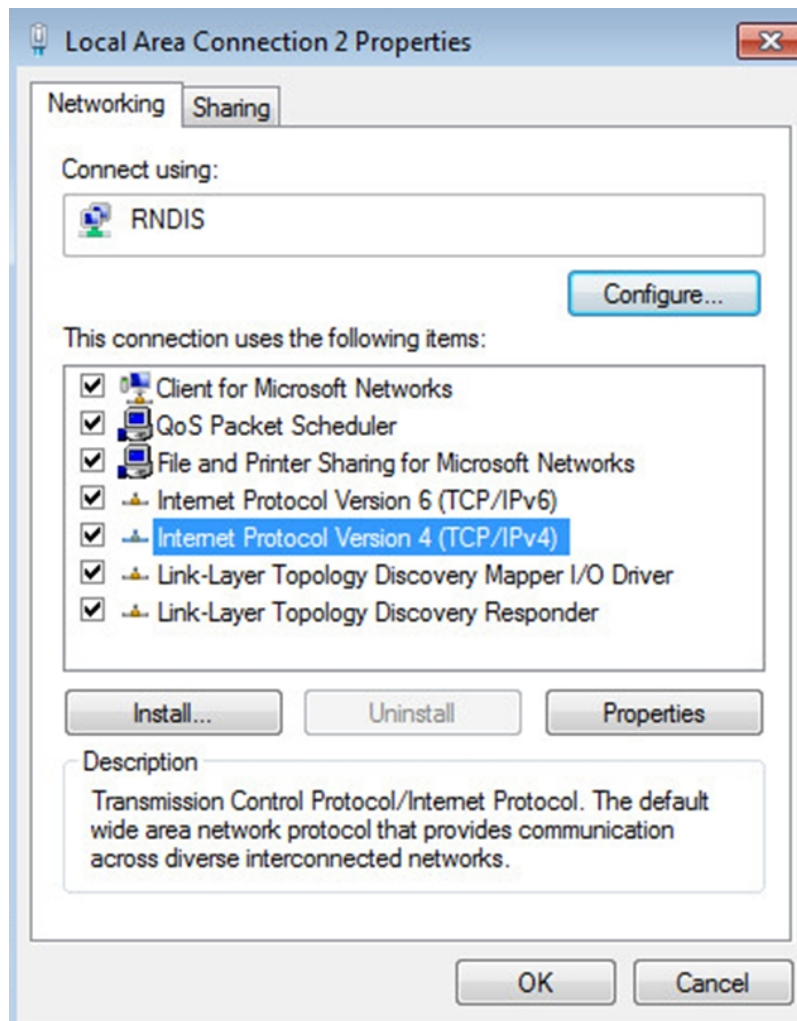 Local Area Connection 2 Properties
Networking
Sharing
Connect using:
RNDIS
Configure...
This connection uses the following items:
Client for Microsoft Networks
QoS Packet Scheduler
File and Printer Sharing for Microsoft Networks
Internet Protocol Version 6 (TCP/IPv6)
Internet Protocol Version 4 (TCP/IPv4)
Link-Layer Topology Discovery Mapper I/O Driver
Link-Layer Topology Discovery Responder
Install...
Uninstall
Properties
Description
Transmission Control Protocol/Internet Protocol. The default
wide area network protocol that provides communication
across diverse interconnected networks.
OK
Cancel